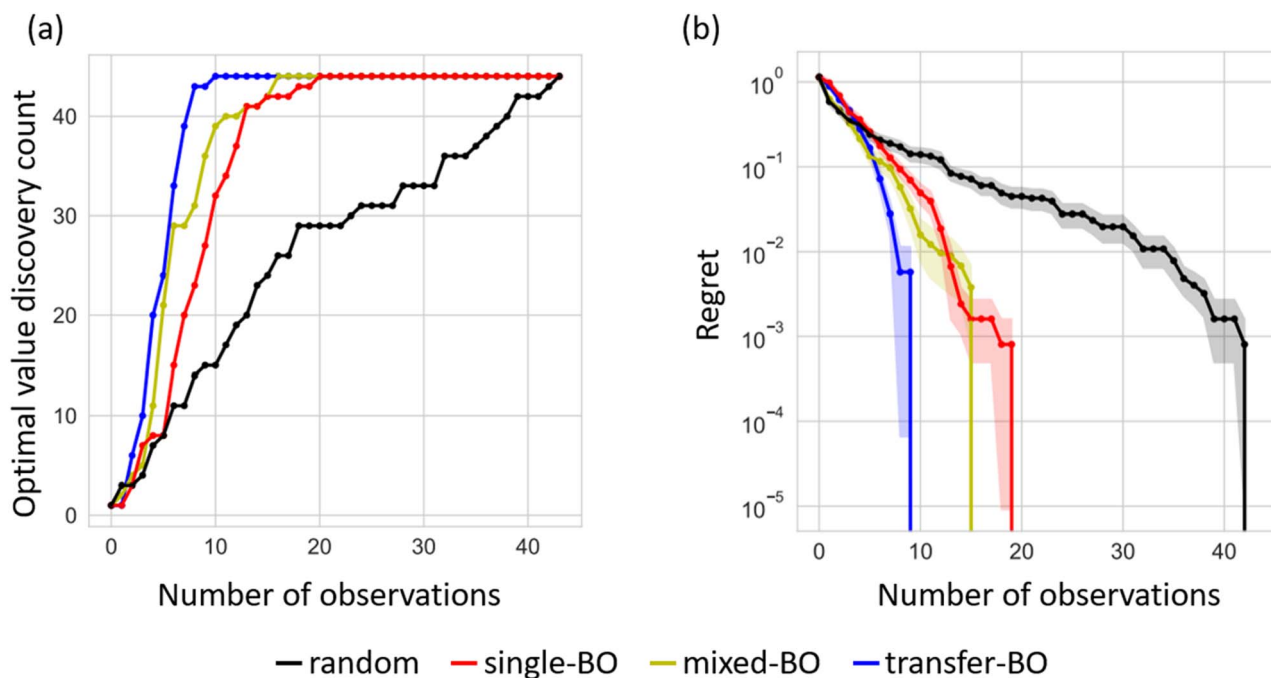 (a)
(b)
Optimal value discovery count
40
30
20
10
0
0
10
20
30
40
Number of observations
Regret
10^0
10^-1
10^-2
10^-3
10^-4
10^-5
0
10
20
30
40
Number of observations
random
single-BO
mixed-BO
transfer-BO